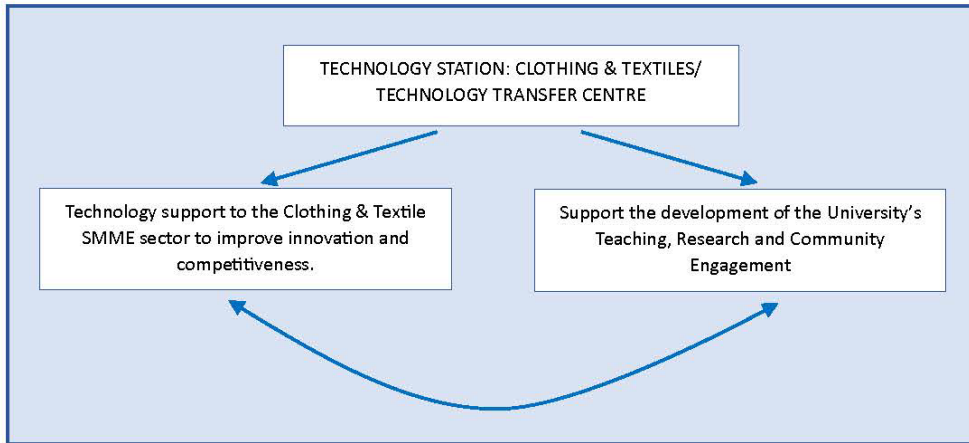 TECHNOLOGY STATION: CLOTHING & TEXTILES/
TECHNOLOGY TRANSFER CENTRE
Technology support to the Clothing & Textile
SMME sector to improve innovation and
competitiveness.
Support the development of the University’s
Teaching, Research and Community
Engagement